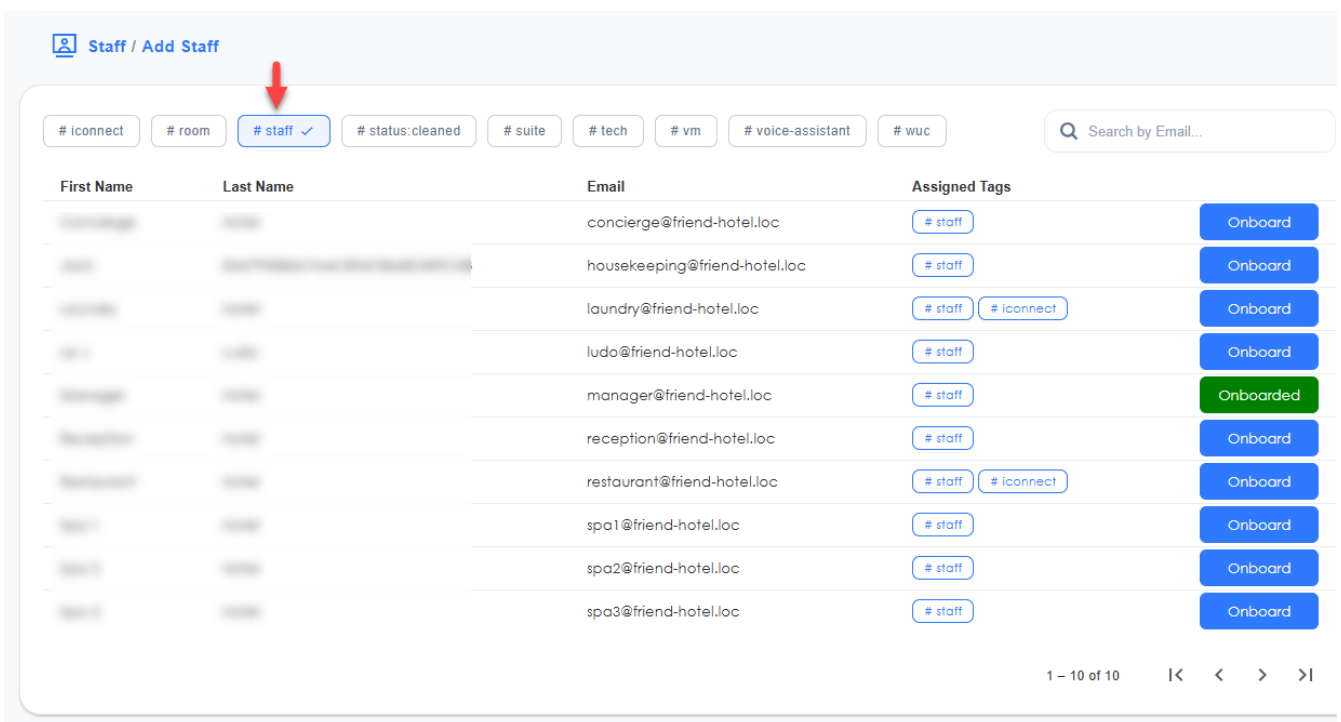 Staff / Add Staff
# iconnect # room # staff ✓ # status:cleaned # suite # tech # vm # voice-assistant # wuc Search by Email...
First Name Last Name Email Assigned Tags
concierge@friend-hotel.loc # staff Onboard
housekeeping@friend-hotel.loc # staff Onboard
laundry@friend-hotel.loc # staff # iconnect Onboard
ludo@friend-hotel.loc # staff Onboard
manager@friend-hotel.loc # staff Onboarded
reception@friend-hotel.loc # staff Onboard
restaurant@friend-hotel.loc # staff # iconnect Onboard
spa1@friend-hotel.loc # staff Onboard
spa2@friend-hotel.loc # staff Onboard
spa3@friend-hotel.loc # staff Onboard
1 – 10 of 10